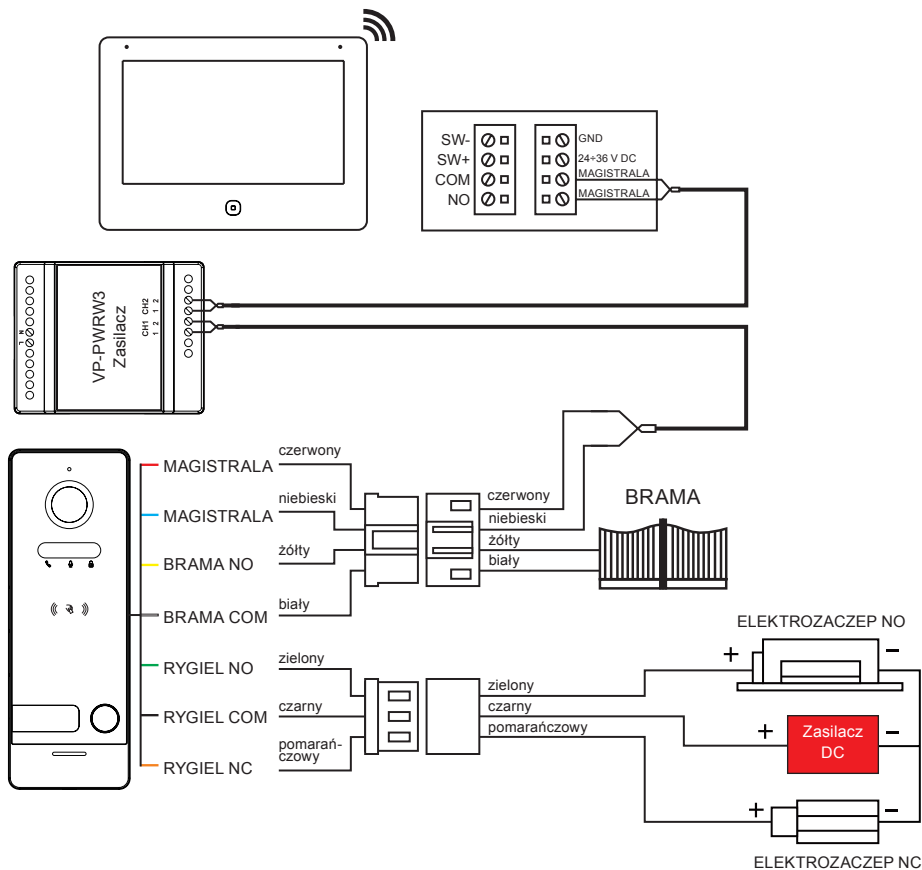 SW-
SW+
COM
NO
GND
24÷36 V DC
MAGISTRALA
MAGISTRALA
VP-PWRW3
Zasilacz
N
L
CH1 CH2
1 2 1 2
MAGISTRALA
czerwony
MAGISTRALA
niebieski
BRAMA NO
żółty
BRAMA COM
biały
RYGIEL NO
zielony
RYGIEL COM
czarny
RYGIEL NC
pomarań-
czowy
czerwony
niebieski
żółty
biały
BRAMA
zielony
czarny
pomarańczowy
ELEKTROZACZEP NO
+
-
+
Zasilacz
DC
-
+
-
ELEKTROZACZEP NC